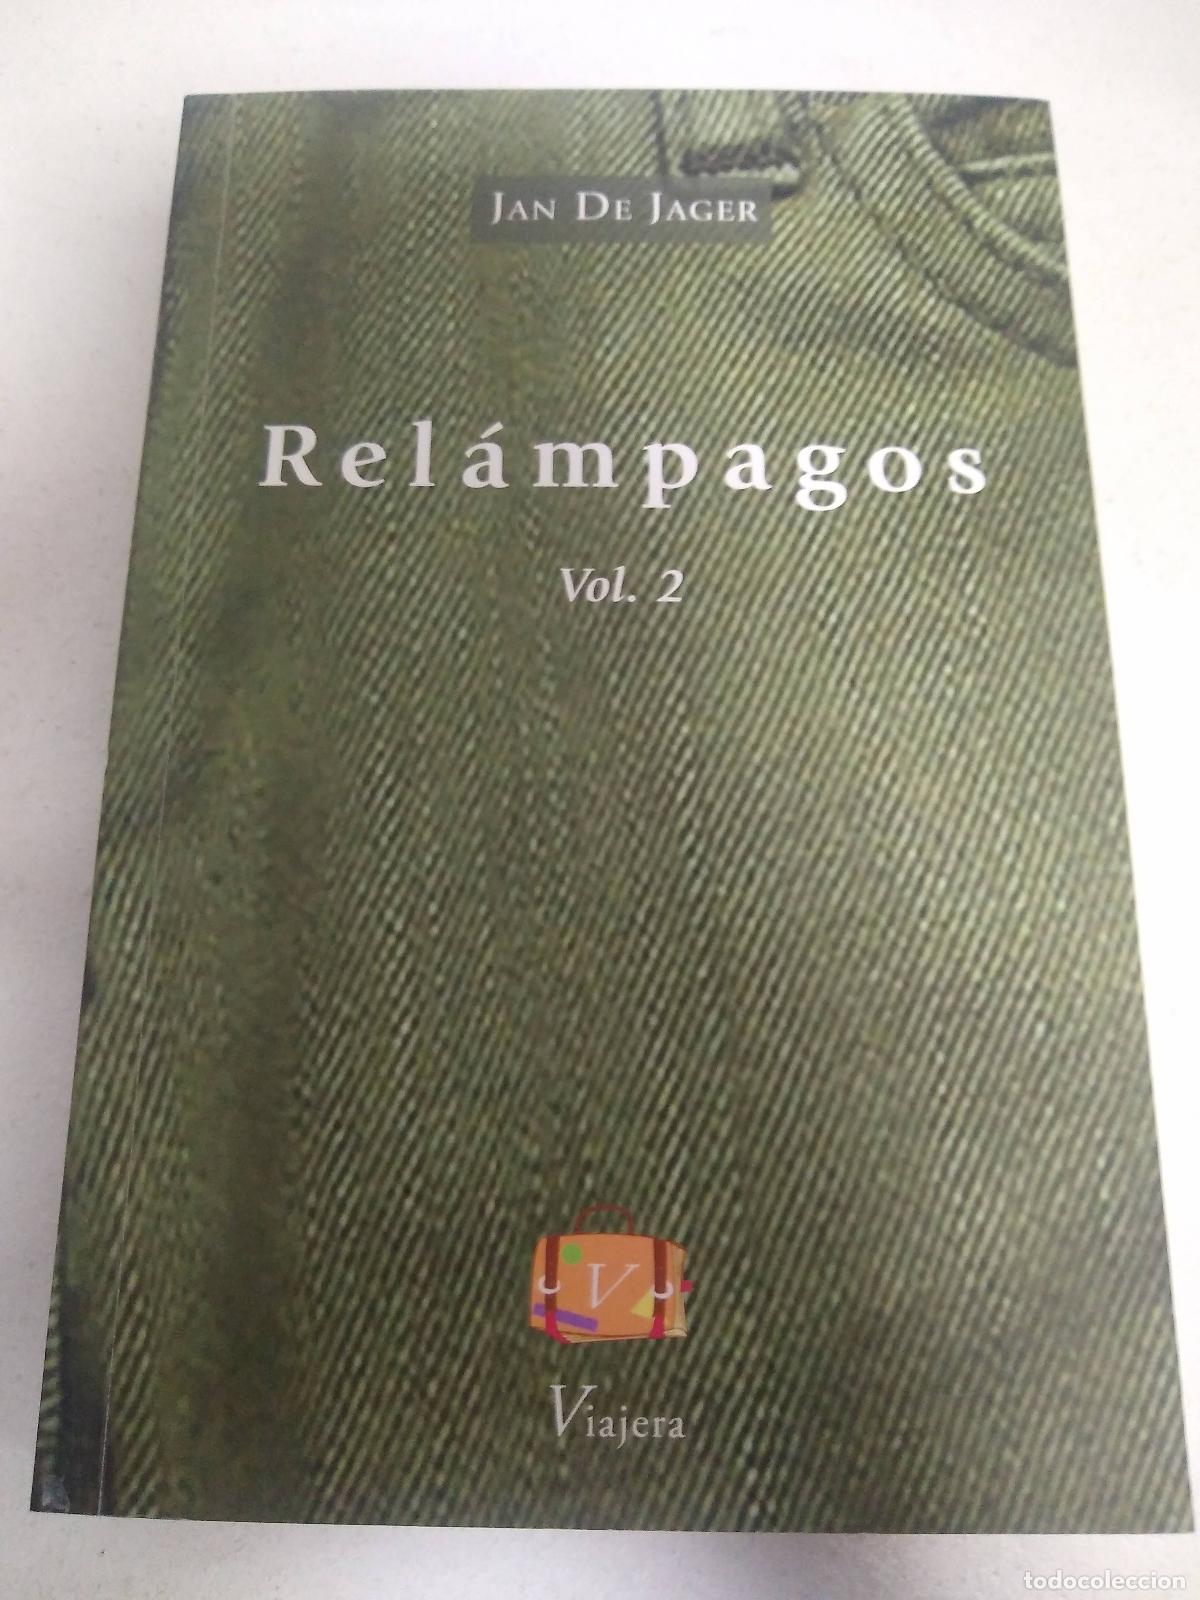 JAN DE JAGER
Relámpagos
Vol. 2
V
Viajera
todocoleccion